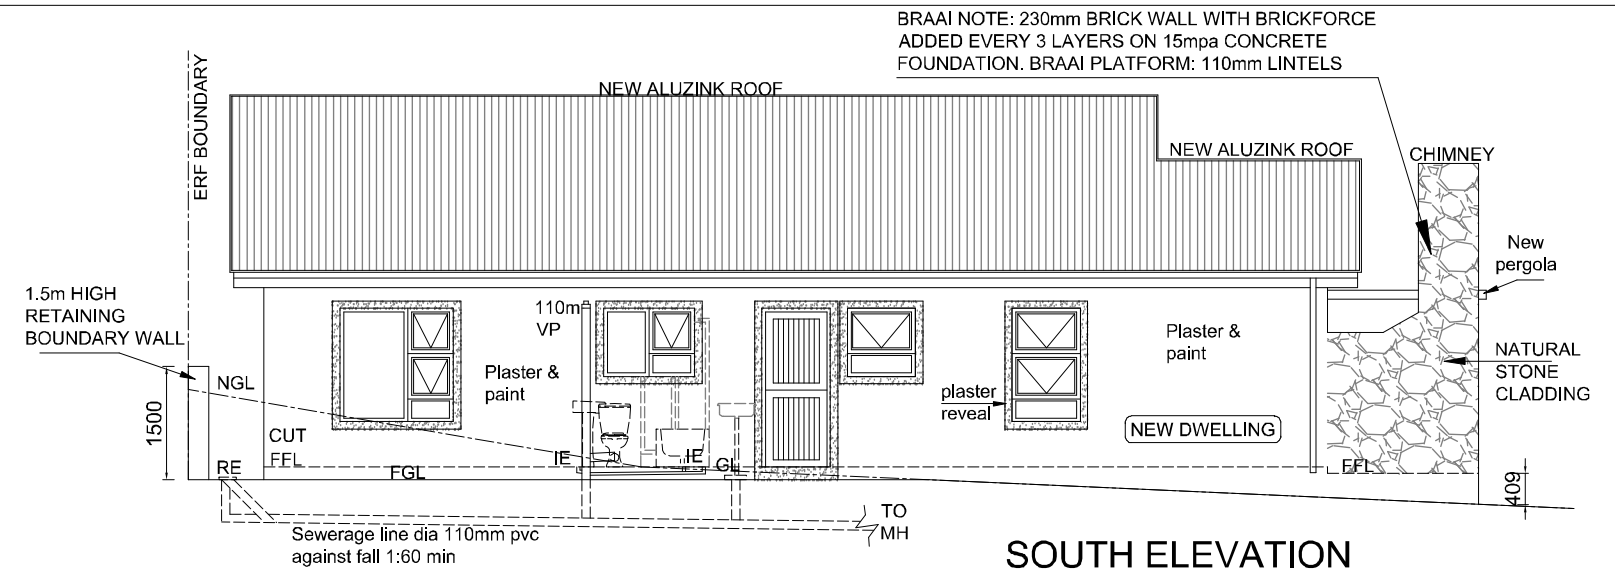 BRAAI NOTE: 230mm BRICK WALL WITH BRICKFORCE
ADDED EVERY 3 LAYERS ON 15mpa CONCRETE
FOUNDATION. BRAAI PLATFORM: 110mm LINTELS
ERF BOUNDARY
NEW ALUZINK ROOF
NEW ALUZINK ROOF
CHIMNEY
New
pergola
1.5m HIGH
RETAINING
BOUNDARY WALL
110m
VP
Plaster &
paint
Plaster &
paint
NATURAL
STONE
CLADDING
NGL
plaster
reveal
1500
CUT
FFL
NEW DWELLING
RE
FGL
IE
IE
GL
FFL
409
TO
MH
Sewerage line dia 110mm pvc
against fall 1:60 min
SOUTH ELEVATION